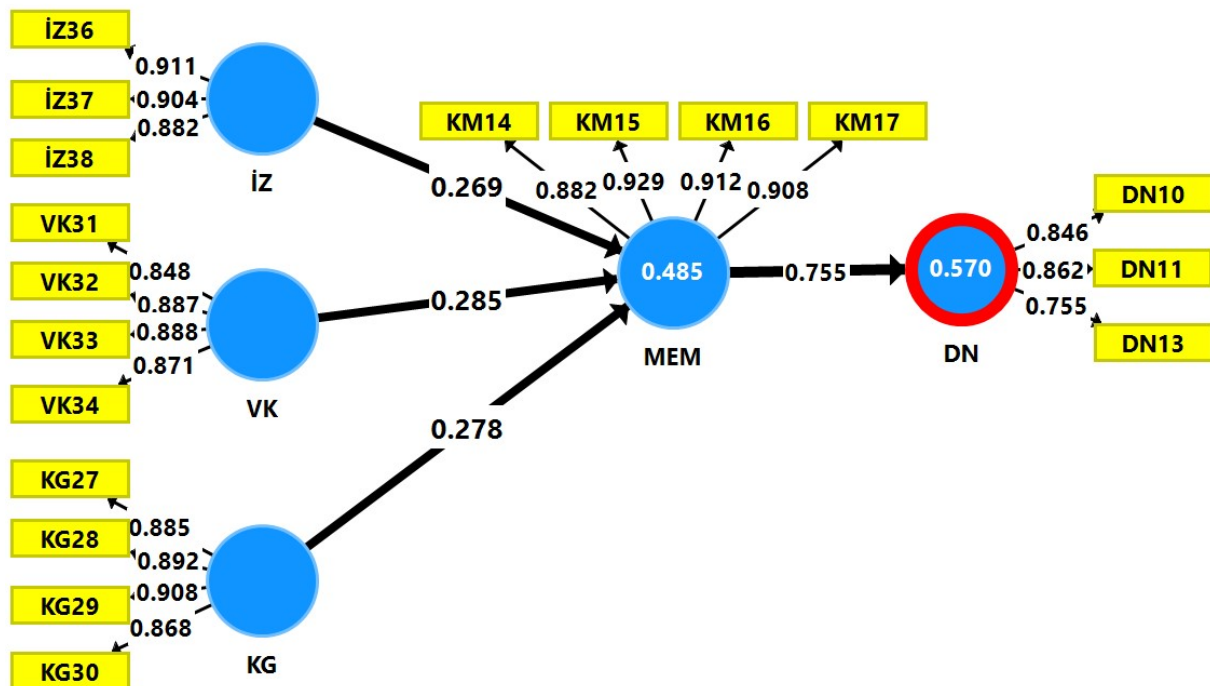 İZ36
0.911
İZ37
0.904
0.882
İZ38
İZ
0.269
KM14
KM15
KM16
KM17
0.882
0.929
0.912
0.908
VK31
0.848
VK32
0.887
VK33
0.888
0.871
VK34
VK
0.285
0.485
MEM
0.755
0.570
DN
DN10
0.846
0.862
DN11
0.755
DN13
0.278
KG27
0.885
KG28
0.892
0.908
KG29
0.868
KG30
KG